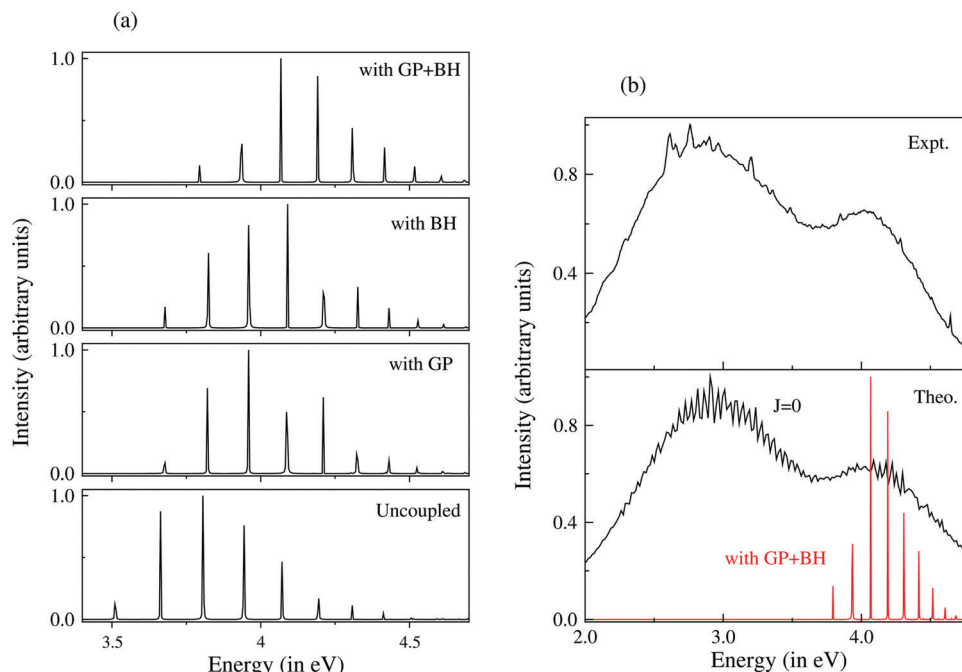 (a)
1.0
with GP+BH
0.0
1.0
with BH
0.0
1.0
with GP
0.0
1.0
Uncoupled
0.0
3.5
4
4.5
Energy (in eV)
Intensity (arbitrary units)
(b)
Expt.
0.8
0.4
Intensity (arbitrary units)
Theo.
J=0
0.8
0.4
with GP+BH
0.0
2.0
3.0
4.0
Energy (in eV)